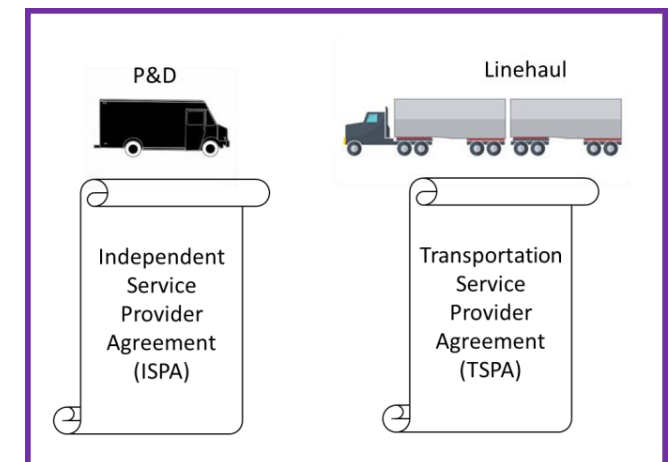 P&D
Linehaul
Independent
Service
Provider
Agreement
(ISPA)
Transportation
Service
Provider
Agreement
(TSPA)